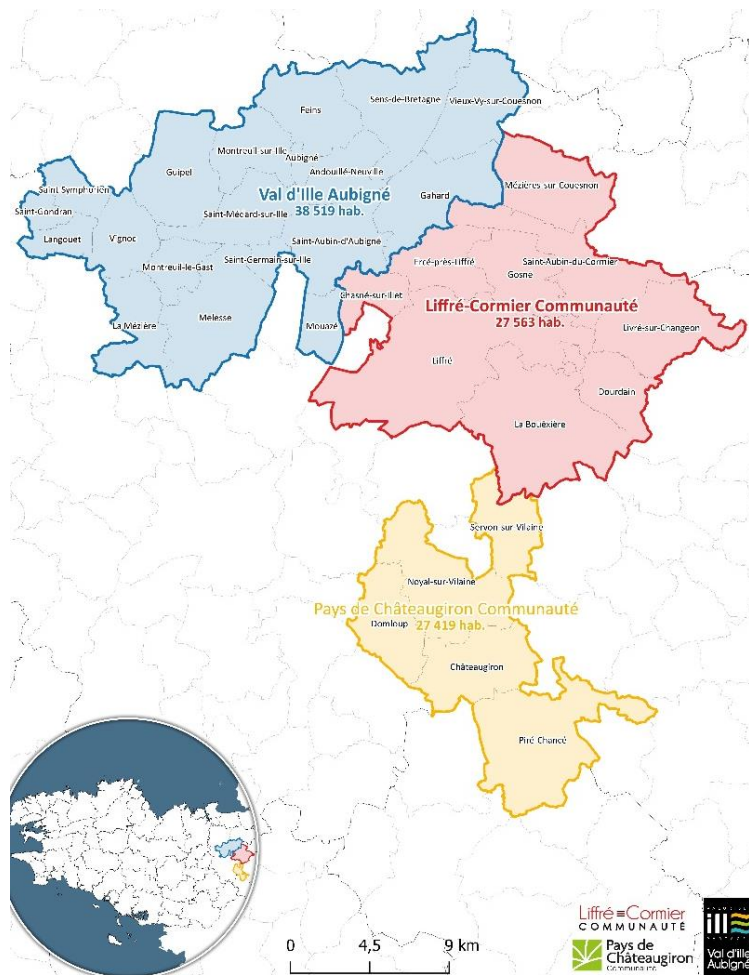 Sens-de-Bretagne
Vieux-Vy-sur-Couesnon
Feins
Montreuil-sur-Ille
Aubigné
Andouillé-Neuville
Guipel
Mézières-sur-Couesnon
Saint-Symphorien
Val d'Ille Aubigné
38 519 hab.
Gahard
Saint-Gondran
Saint-Médard-sur-Ille
Langouet
Vignoc
Saint-Aubin-d'Aubigné
Saint-Germain-sur-Ille
Montreuil-le-Gast
Ercé-près-Liffré
Saint-Aubin-du-Cormier
Gosne
Chasné-sur-Illet
Liffré-Cormier Communauté
27 563 hab.
Melesse
La Mézière
Mouazé
Livré-sur-Changeon
Liffré
Dourdain
La Bouëxière
Servon-sur-Vilaine
Noyal-sur-Vilaine
Pays de Châteaugiron Communauté
27 419 hab.
Domloup
Châteaugiron
Piré-Chancé
0 4,5 9 km
Liffré Cormier
COMMUNAUTÉ
Pays de
Châteaugiron
Communauté
ill
Val d'ille
Aubigné